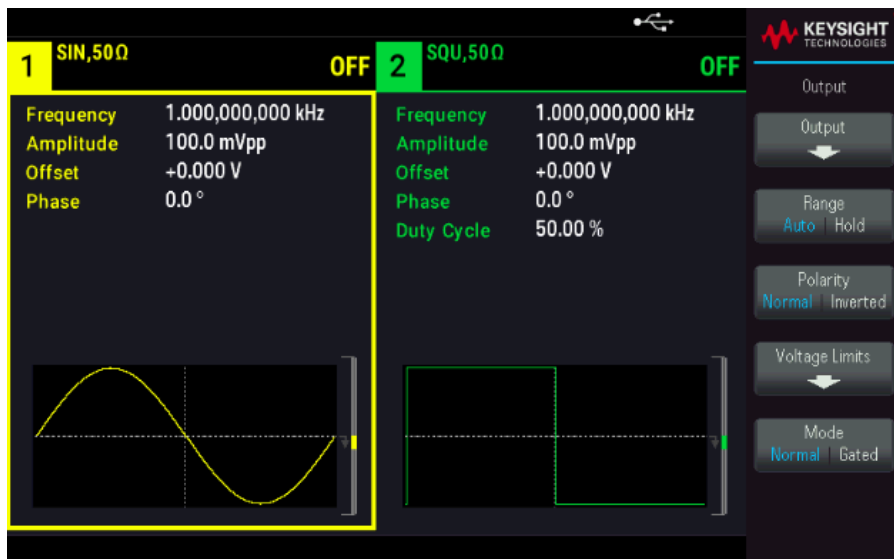 KEYSIGHT
TECHNOLOGIES
1 SIN,50Ω OFF
2 SQU,50Ω OFF
Frequency 1.000,000,000 kHz
Amplitude 100.0 mVpp
Offset +0.000 V
Phase 0.0 °
Frequency 1.000,000,000 kHz
Amplitude 100.0 mVpp
Offset +0.000 V
Phase 0.0 °
Duty Cycle 50.00 %
Output
Output
Range
Auto | Hold
Polarity
Normal | Inverted
Voltage Limits
Mode
Normal | Gated